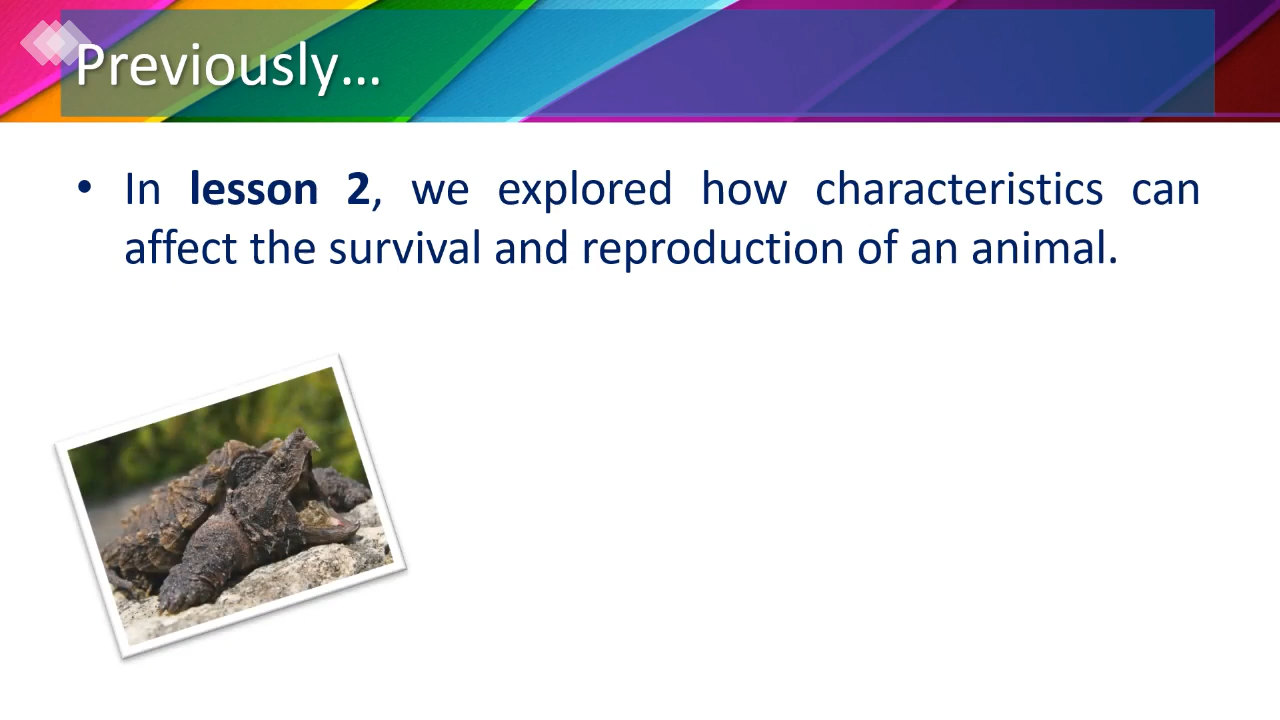 Previously…
• In lesson 2, we explored how characteristics can
affect the survival and reproduction of an animal.